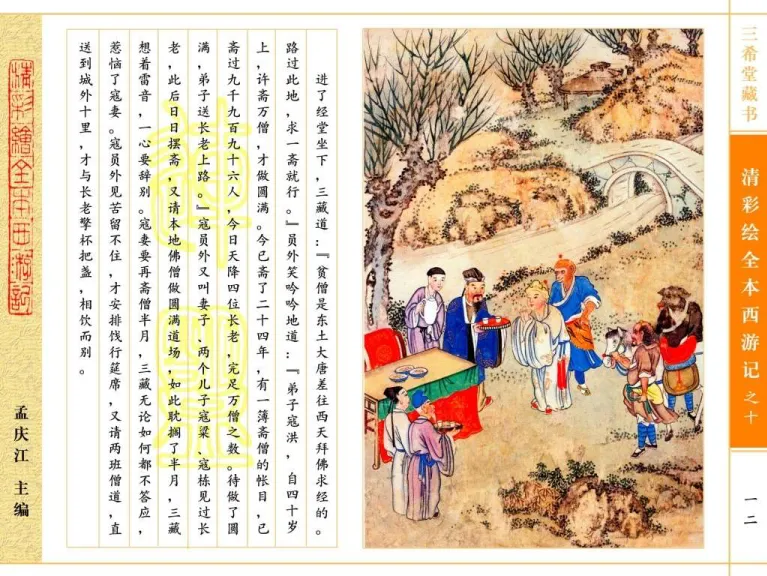 三希堂藏书
清彩绘全本西游记之十
一二
进了经堂坐下，三藏道：『贫僧是东土大唐差往西天拜佛求经的。
路过此地，求一斋就行。』员外笑吟吟地道：『弟子寇洪，自四十岁
上，许斋万僧，才做圆满。今已斋了二十四年，有一簿斋僧的帐目，已
斋过九千九百九十六人，今日天降四位长老，完足万僧之数。待做了圆
满，弟子送长老上路。』寇员外又叫妻子、两个儿子寇梁、寇栋见过长
老，此后日日摆斋，又请本地佛僧做圆满道场，如此耽搁了半月，三藏
想着雷音，一心要辞别。寇妻要再斋僧半月，三藏无论如何都不答应，
惹恼了寇妻。寇员外见苦留不住，才安排饯行筵席，又请两班僧道，直
送到城外十里，才与长老擎杯把盏，相饮而别。
清彩繪全本西游記
孟庆江 主编